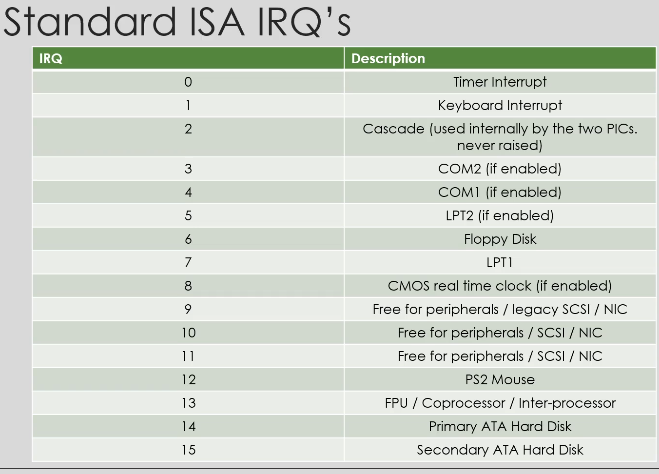 Standard ISA IRQ’s
IRQ Description
0 Timer Interrupt
1 Keyboard Interrupt
2 Cascade (used internally by the two PICs.
never raised)
3 COM2 (if enabled)
4 COM1 (if enabled)
5 LPT2 (if enabled)
6 Floppy Disk
7 LPT1
8 CMOS real time clock (if enabled)
9 Free for peripherals / legacy SCSI / NIC
10 Free for peripherals / SCSI / NIC
11 Free for peripherals / SCSI / NIC
12 PS2 Mouse
13 FPU / Coprocessor / Inter-processor
14 Primary ATA Hard Disk
15 Secondary ATA Hard Disk